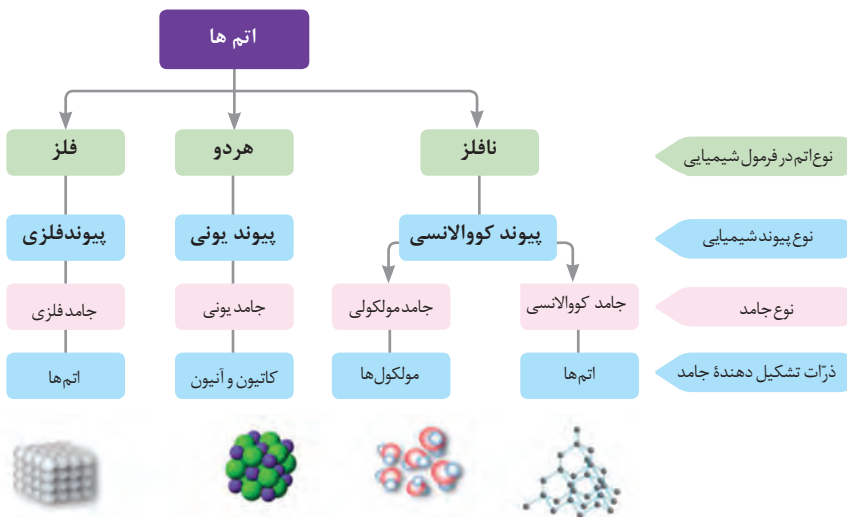 اتم ها
نوع اتم در فرمول شیمیایی
نافلز
هردو
فلز
نوع پیوند شیمیایی
پیوند کووالانسی
پیوند یونی
پیوندفلزی
نوع جامد
جامد کووالانسی
جامد مولکولی
جامد یونی
جامد فلزی
ذرّات تشکیل دهندهٔ جامد
اتم‌ها
مولکول‌ها
کاتیون و آنیون
اتم‌ها